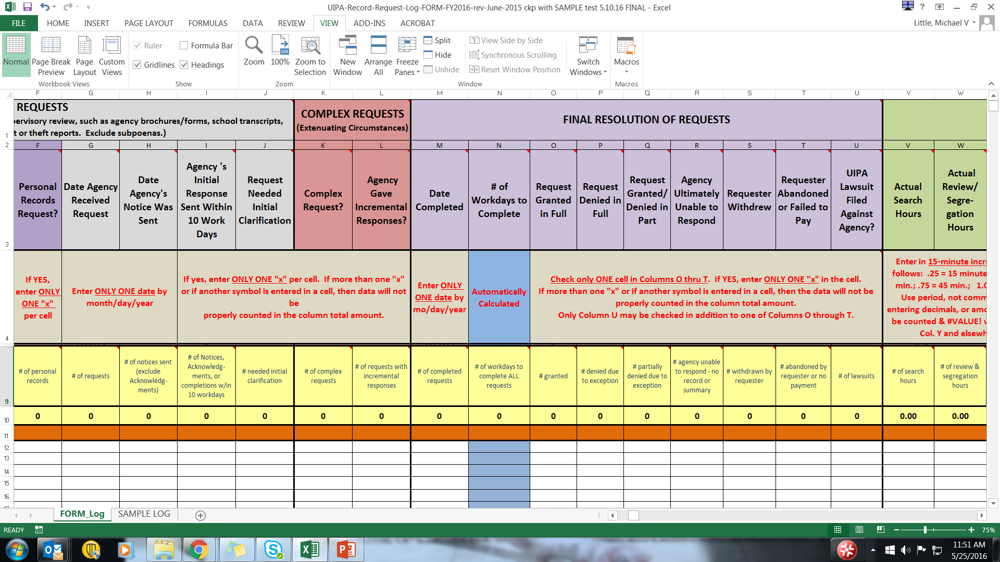 UIPA-Record-Request-Log-FORM-FY2016-rev-June-2015 ckp with SAMPLE test 5.10.16 FINAL - Excel
FILE HOME INSERT PAGE LAYOUT FORMULAS DATA REVIEW VIEW ADD-INS ACROBAT
Little, Michael V
Normal
Page Break
Preview
Page
Layout
Custom
Views
Workbook Views
Ruler
Formula Bar
Gridlines
Headings
Show
Zoom
100
100%
Zoom to
Selection
Zoom
New
Window
Arrange
All
Freeze
Panes
Split
Hide
Unhide
View Side by Side
Synchronous Scrolling
Reset Window Position
Switch
Windows
Window
Macros
Macros
F G H I J K L M N O P Q R S T U V W
1
REQUESTS
ervisory review, such as agency brochures/forms, school transcripts,
t or theft reports.  Exclude subpoenas.)
COMPLEX REQUESTS
(Extenuating Circumstances)
FINAL RESOLUTION OF REQUESTS
2 F G H I J K L M N O P Q R S T U V W
3
Personal
Records
Request?
Date Agency
Received
Request
Date
Agency's
Notice Was
Sent
Agency 's
Initial
Response
Sent Within
10 Work
Days
Request
Needed
Initial
Clarification
Complex
Request?
Agency
Gave
Incremental
Responses?
Date
Completed
# of
Workdays to
Complete
Request
Granted
in Full
Request
Denied in
Full
Request
Granted/
Denied in
Part
Agency
Ultimately
Unable to
Respond
Requester
Withdrew
Requester
Abandoned
or Failed to
Pay
UIPA
Lawsuit
Filed
Against
Agency?
Actual
Search
Hours
Actual
Review/
Segre-
gation
Hours
4
If YES,
enter ONLY
ONE "x"
per cell
Enter ONLY ONE date by
month/day/year
If yes, enter ONLY ONE "x" per cell.  If more than one "x"
or if another symbol is entered in a cell, then data will not
be
properly counted in the column total amount.
Enter ONLY
ONE date by
mo/day/year
Automatically
Calculated
Check only ONE cell in Columns O thru T.  If YES, enter ONLY ONE "x" in the cell.
If more than one "x" or if another symbol is entered in a cell, then the data will not be
properly counted in the column total amount.
Only Column U may be checked in addition to one of Columns O through T.
Enter in 15-minute incre
follows:  .25 = 15 minute
min.; .75 = 45 min.;   1.0
Use period, not comm
entering decimals, or amo
be counted & #VALUE! w
Col. Y and elsewh
9
# of personal
records
# of requests
# of notices sent
(exclude
Acknowledg-
ments)
# of Notices,
Acknowledg-
ments, or
completions w/in
10 workdays
# needed initial
clarification
# of complex
requests
# of requests with
incremental
responses
# of completed
requests
# of workdays to
complete ALL
requests
# granted
# denied due
to exception
# partially
denied due to
exception
# agency unable
to respond - no
record or
summary
# withdrawn by
requester
# abandoned by
requester or no
payment
# of lawsuits
# of search
hours
# of review &
segregation
hours
10 0 0 0 0 0 0 0 0 0 0 0 0 0 0 0 0 0.00 0.00
11
12
13
14
15
16
FORM_Log SAMPLE LOG
READY
75%
11:51 AM
5/25/2016